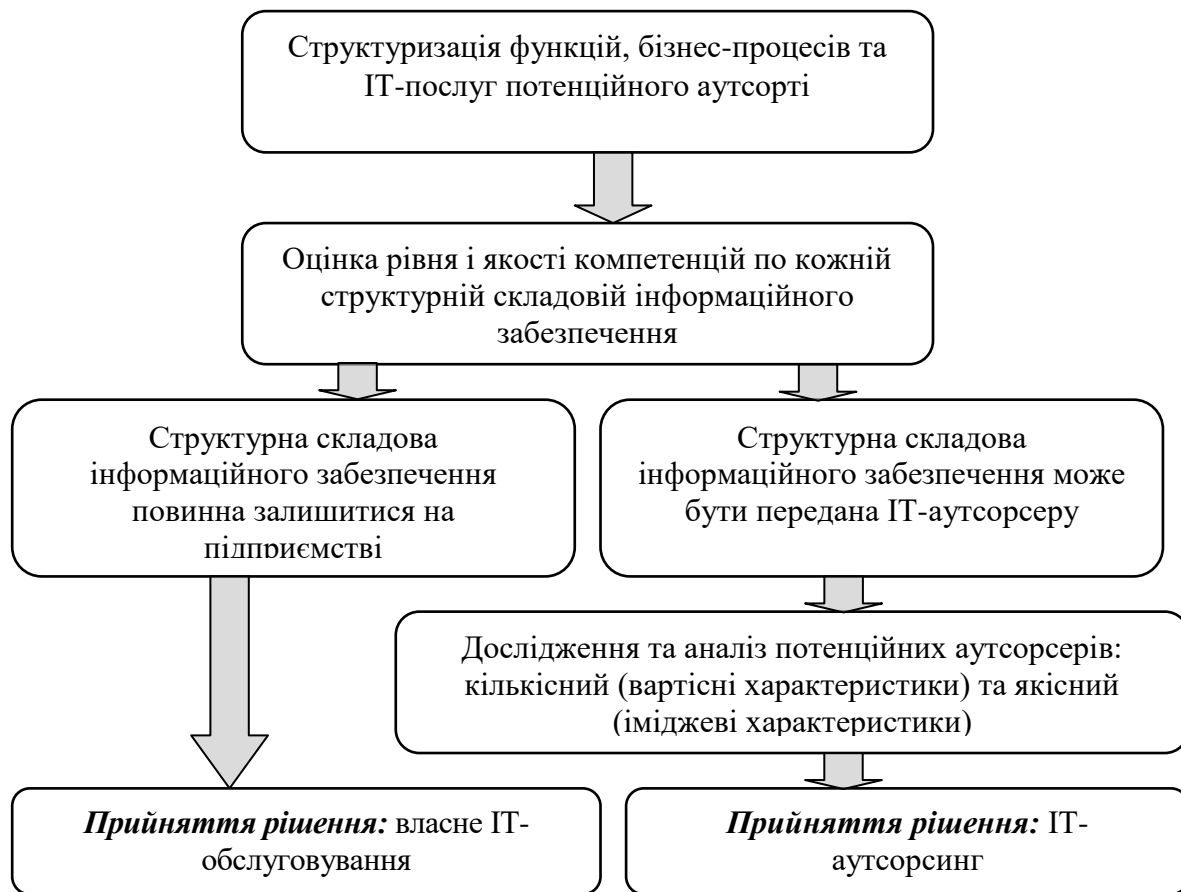 Структуризація функцій, бізнес-процесів та
ІТ-послуг потенційного аутсорті
Оцінка рівня і якості компетенцій по кожній
структурній складовій інформаційного
забезпечення
Структурна складова
інформаційного забезпечення
повинна залишитися на
підприємстві
Структурна складова
інформаційного забезпечення може
бути передана ІТ-аутсорсеру
Дослідження та аналіз потенційних аутсорсерів:
кількісний (вартісні характеристики) та якісний
(іміджеві характеристики)
Прийняття рішення: власне ІТ-
обслуговування
Прийняття рішення: ІТ-
аутсорсинг